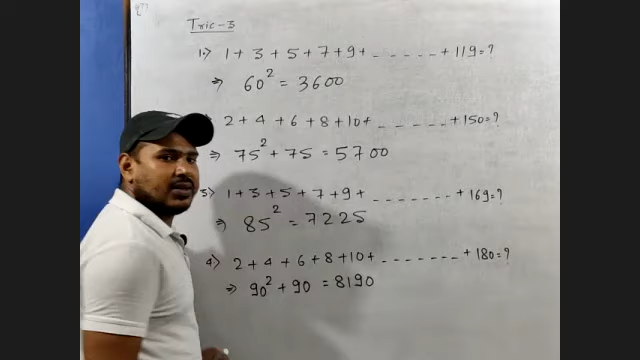 Tric-3
1.) 1 + 3 + 5 + 7 + 9 + ------ + 119 = ?
⇒ 60² = 3600
2 + 4 + 6 + 8 + 10 + ------ + 150 = ?
⇒ 75² + 75 = 5700
3) 1 + 3 + 5 + 7 + 9 + ------- + 169 = ?
⇒ 85² = 7225
4) 2 + 4 + 6 + 8 + 10 + ------- + 180 = ?
⇒ 90² + 90 = 8190